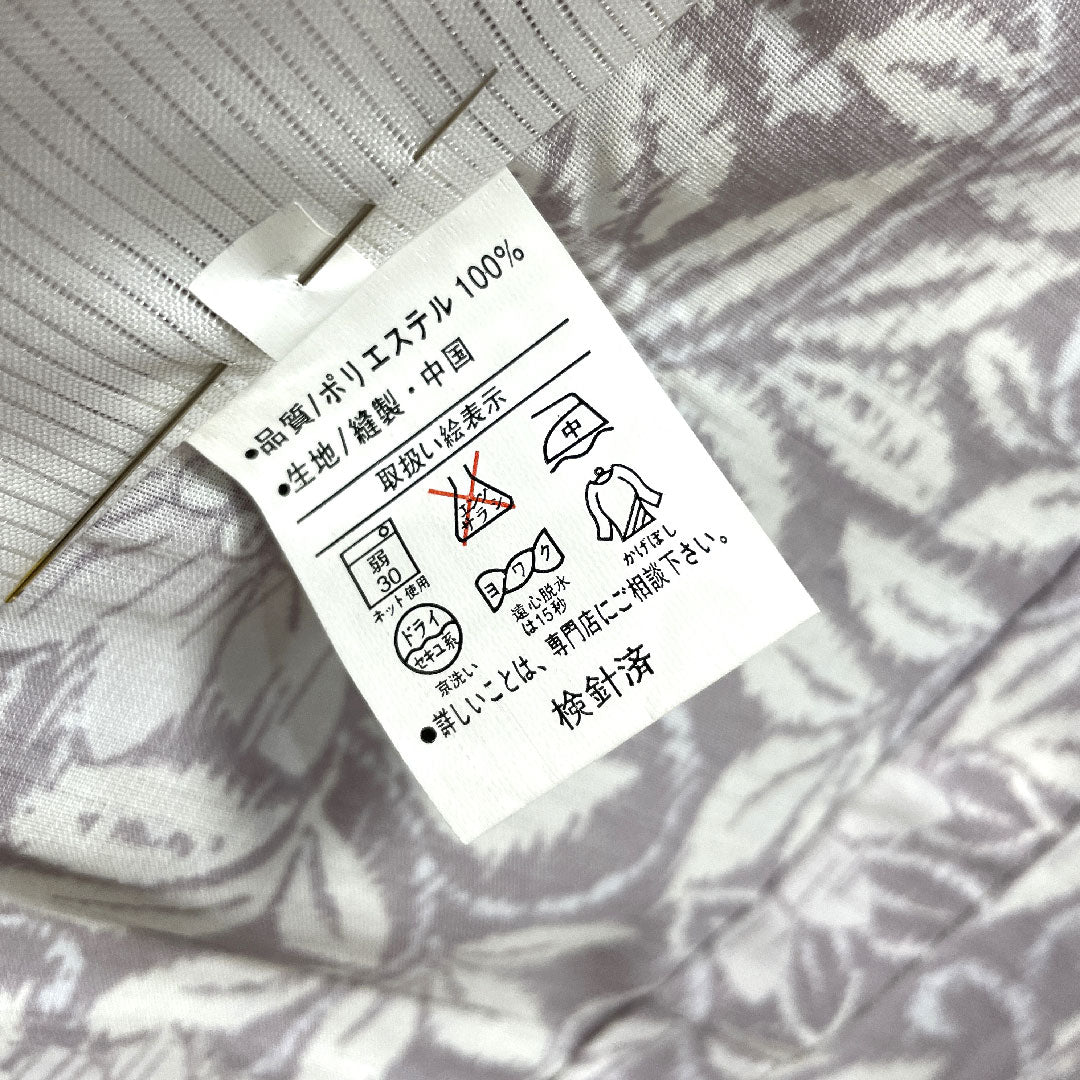 ●品質/ポリエステル 100%
●生地/縫製・中国
取扱い絵表示
弱
30
ネット使用
エンソ
サラシ
中
ドライ
セキユ系
京洗い
ヨワク
遠心脱水
は15秒
かげぼし
●詳しいことは、専門店にご相談下さい。
検針済